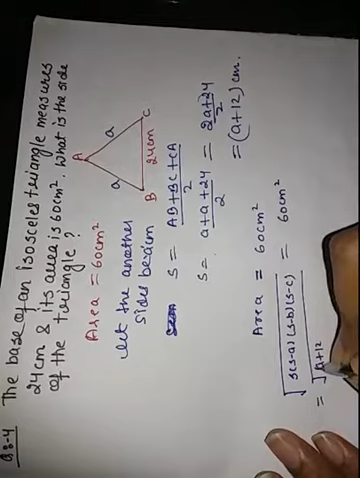 Q:-4 The base of an isosceles triangle measures
24cm & its area is 60cm². What is the side
of the triangle?
Area = 60cm²
A
a
a
B
C
24cm
let the another
sides be a cm
S = AB+BC+CA/2
S = a+a+24/2 = 2a+24/2
= (a+12) cm.
Area = 60cm²
√s(s-a)(s-b)(s-c) = 60cm²
= √a+12